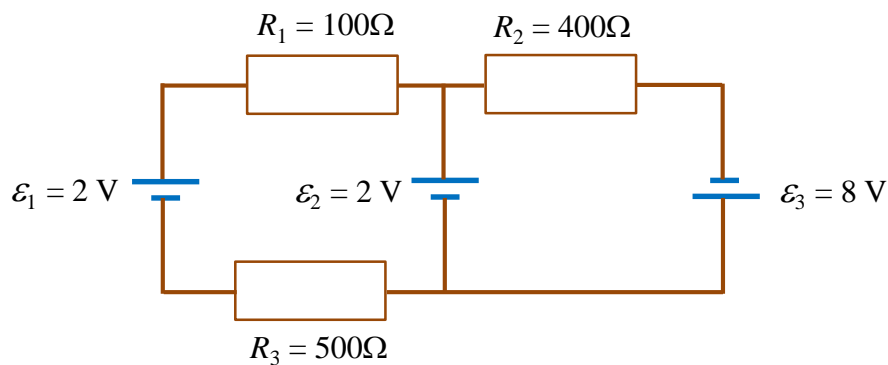 R₁ = 100Ω
R₂ = 400Ω
ε₁ = 2 V
ε₂ = 2 V
ε₃ = 8 V
R₃ = 500Ω